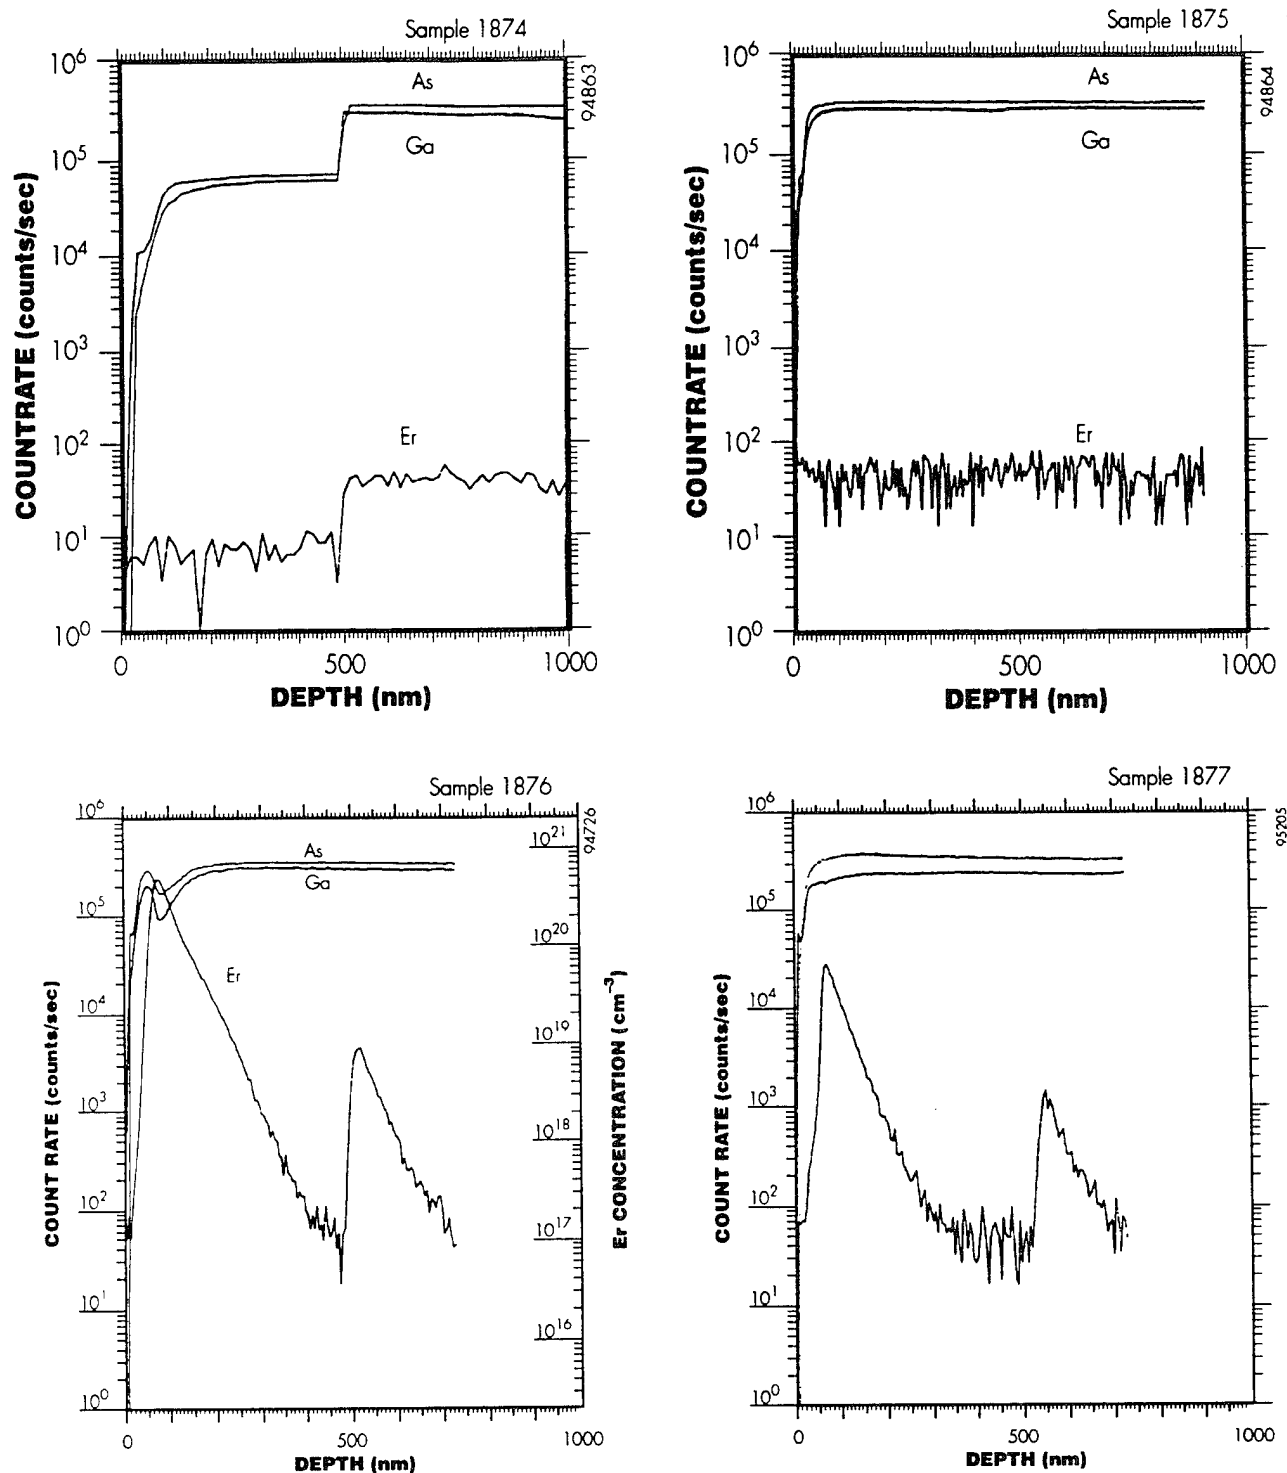 Sample 1874
10^6
10^5
10^4
10^3
10^2
10^1
10^0
COUNTRATE (counts/sec)
As
Ga
Er
94863
0 500 1000
DEPTH (nm)
Sample 1875
10^6
10^5
10^4
10^3
10^2
10^1
10^0
COUNTRATE (counts/sec)
As
Ga
Er
94864
0 500 1000
DEPTH (nm)
Sample 1876
10^6
10^5
10^4
10^3
10^2
10^1
10^0
COUNT RATE (counts/sec)
As
Ga
Er
10^21
10^20
10^19
10^18
10^17
10^16
Er CONCENTRATION (cm^-3)
94726
0 500 1000
DEPTH (nm)
Sample 1877
10^6
10^5
10^4
10^3
10^2
10^1
10^0
COUNT RATE (counts/sec)
95205
0 500 1000
DEPTH (nm)